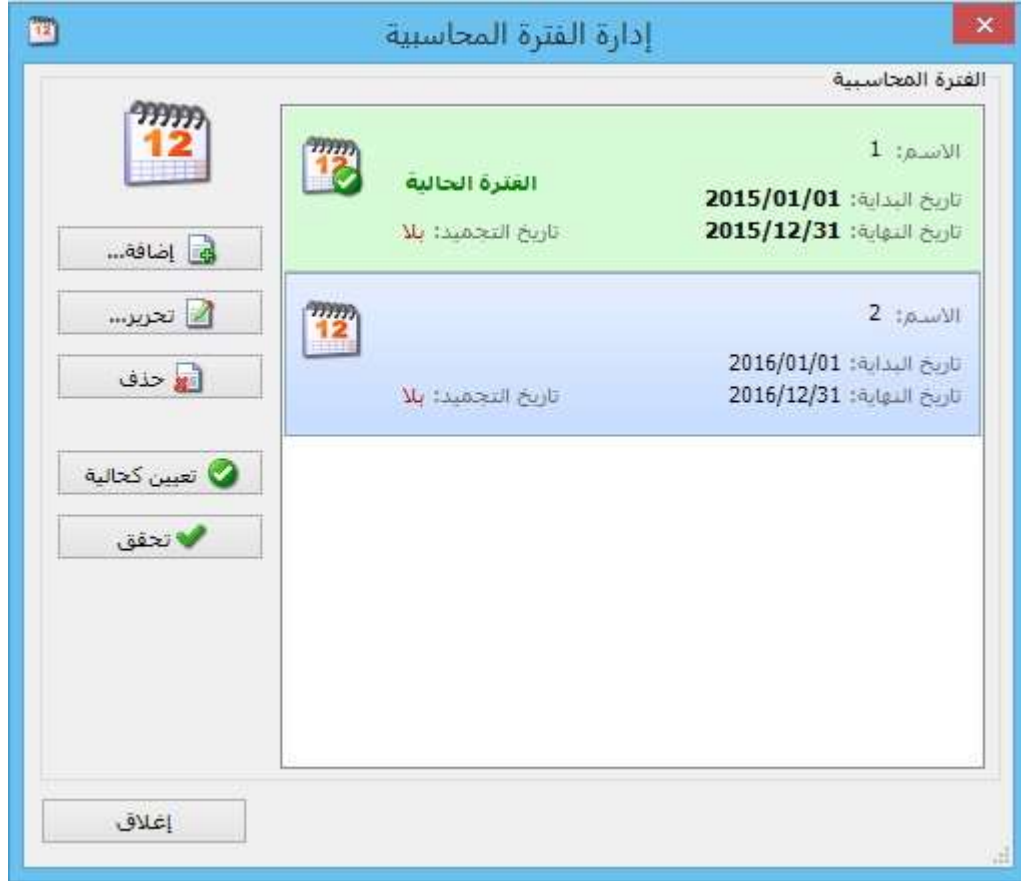 إدارة الفترة المحاسبية
الفترة المحاسبية
الاسم: 1
الفترة الحالية
تاريخ البداية: 2015/01/01
تاريخ النهاية: 2015/12/31
تاريخ التجميد: بلا
12
الاسم: 2
تاريخ البداية: 2016/01/01
تاريخ النهاية: 2016/12/31
تاريخ التجميد: بلا
12
12
إضافة...
تحرير...
حذف
تعيين كحالية
تحقق
إغلاق